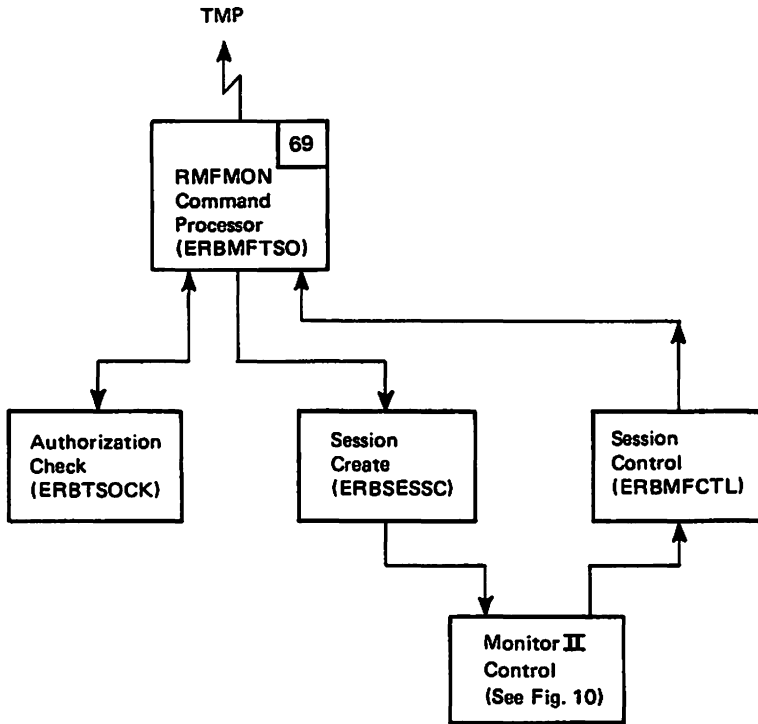 TMP
69
RMFMON
Command
Processor
(ERBMFTSO)
Authorization
Check
(ERBTSOCK)
Session
Create
(ERBSESSC)
Session
Control
(ERBMFCTL)
Monitor II
Control
(See Fig. 10)